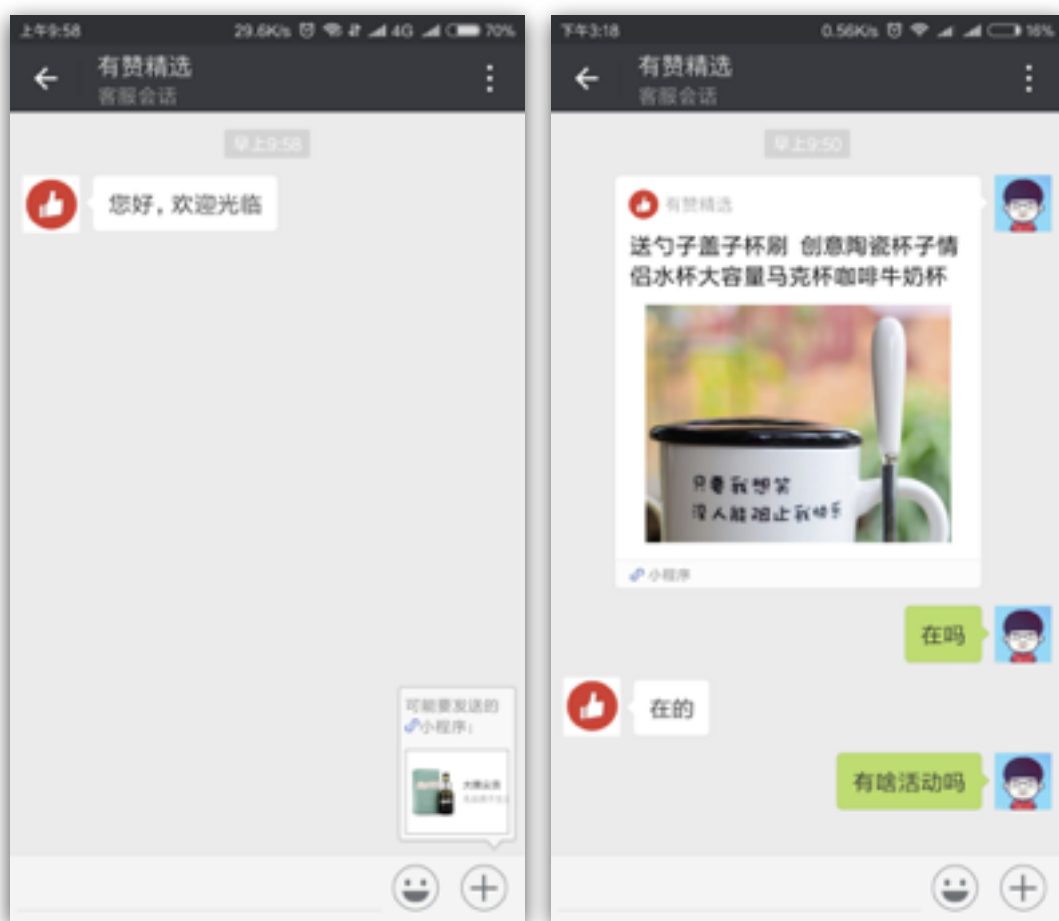 上午9:58
29.6K/s
4G
70%
有赞精选
客服会话
早上9:58
您好，欢迎光临
可能要发送的
小程序：
下午3:18
0.56K/s
16%
有赞精选
客服会话
早上9:50
有赞精选
送勺子盖子杯刷 创意陶瓷杯子情
侣水杯大容量马克杯咖啡牛奶杯
只要我想笑
没人能阻止我快乐
小程序
在吗
在的
有啥活动吗